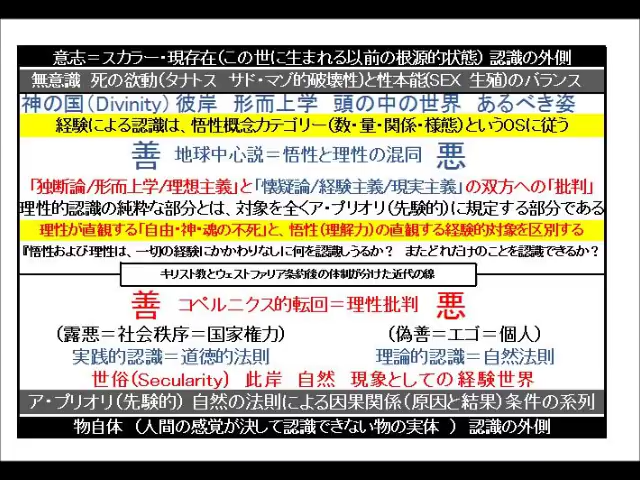 意志=スカラー・現存在(この世に生まれる以前の根源的状態) 認識の外側
無意識 死の欲動(タナトス サド・マゾ的破壊性)と性本能(SEX 生殖)のバランス
神の国(Divinity) 彼岸 形而上学 頭の中の世界 あるべき姿
経験による認識は、悟性概念カテゴリー(数・量・関係・様態)というOSに従う
善 地球中心説=悟性と理性の混同 悪
「独断論/形而上学/理想主義」と「懐疑論/経験主義/現実主義」の双方への「批判」
理性的認識の純粋な部分とは、対象を全くア・プリオリ(先験的)に規定する部分である
理性が直観する「自由・神・魂の不死」と、悟性(理解力)の直観する経験的対象を区別する
『悟性および理性は、一切の経験にかかわりなしに何を認識しうるか? またどれだけのことを認識できるか?
キリスト教とウェストファリア条約後の体制が分けた近代の線
善 コペルニクス的転回=理性批判 悪
(露悪=社会秩序=国家権力) (偽善=エゴ=個人)
実践的認識=道徳的法則 理論的認識=自然法則
世俗(Secularity) 此岸 自然 現象としての経験世界
ア・プリオリ(先験的) 自然の法則による因果関係(原因と結果)条件の系列
物自体 (人間の感覚が決して認識できない物の実体 ) 認識の外側